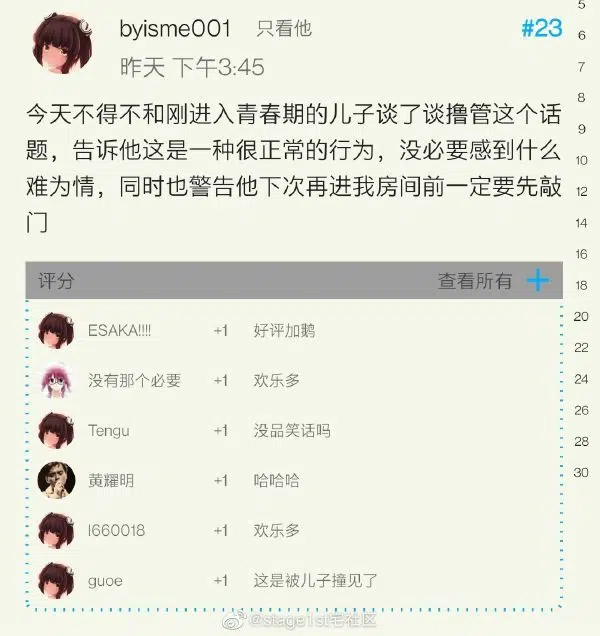 byisme001 只看他 #23
昨天 下午3:45
今天不得不和刚进入青春期的儿子谈了谈撸管这个话
题，告诉他这是一种很正常的行为，没必要感到什么
难为情，同时也警告他下次再进我房间前一定要先敲
门
评分 查看所有 +
ESAKA!!!! +1 好评加鹅
没有那个必要 +1 欢乐多
Tengu +1 没品笑话吗
黄耀明 +1 哈哈哈
l660018 +1 欢乐多
guoe +1 这是被儿子撞见了
5
6
7
8
9
10
12
14
16
18
20
22
24
26
28
30
@stage1st宅社区